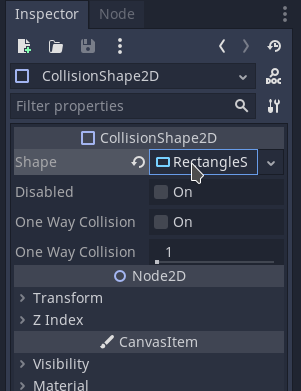 Inspector Node
CollisionShape2D
DOC
Filter properties
CollisionShape2D
Shape RectangleS
Disabled On
One Way Collision On
One Way Collision 1
Node2D
Transform
Z Index
CanvasItem
Visibility
Material